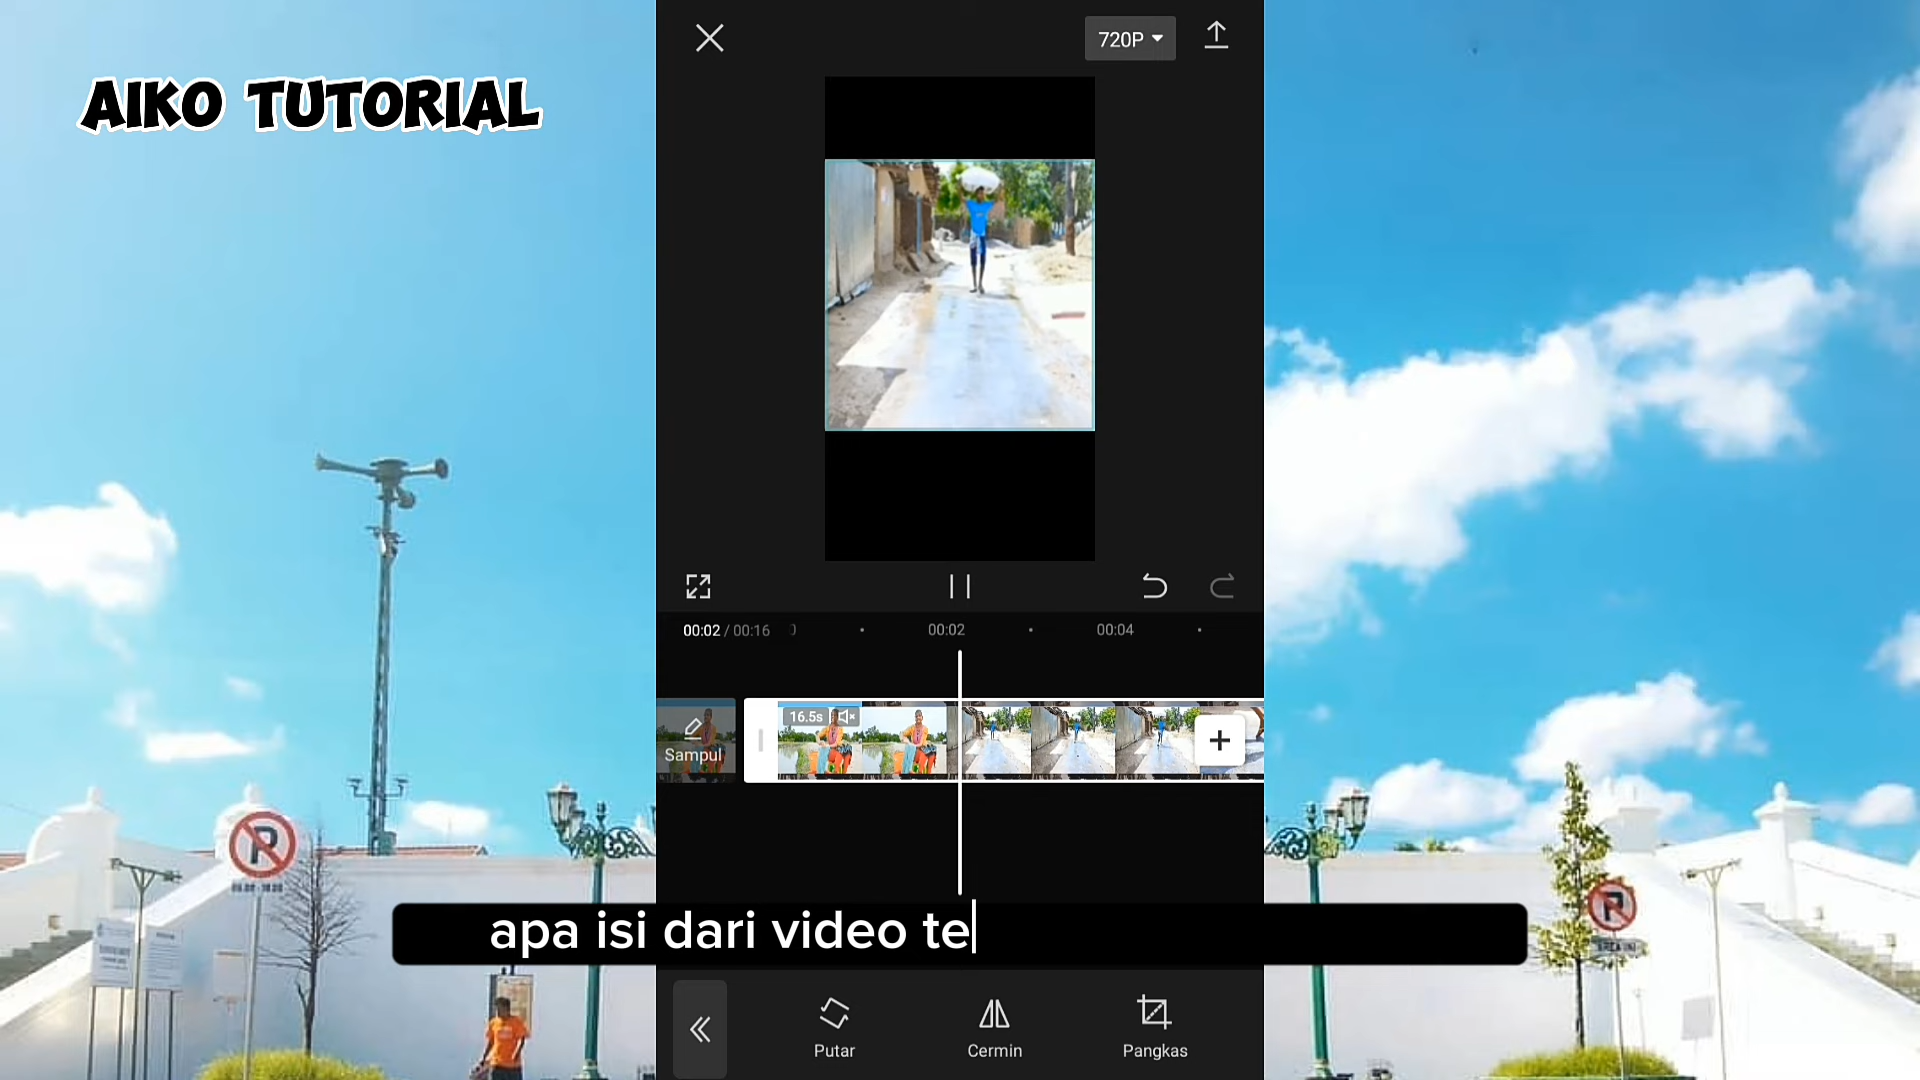 AIKO TUTORIAL
720P
00:02 / 00:16
00:02
00:04
16.5s
Sampul
apa isi dari video te
Putar
Cermin
Pangkas
P
P